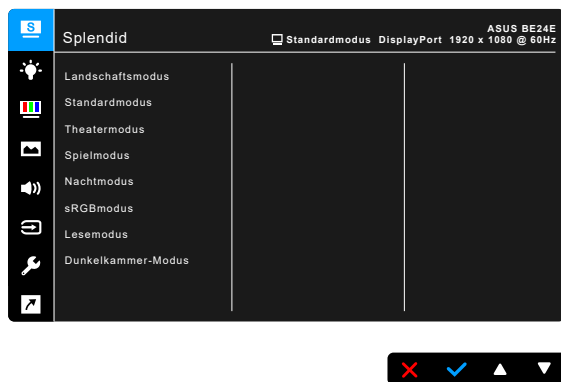 S
ASUS BE24E
Splendid
Standardmodus DisplayPort 1920 x 1080 @ 60Hz
Landschaftsmodus
Standardmodus
Theatermodus
Spielmodus
Nachtmodus
sRGBmodus
Lesemodus
Dunkelkammer-Modus